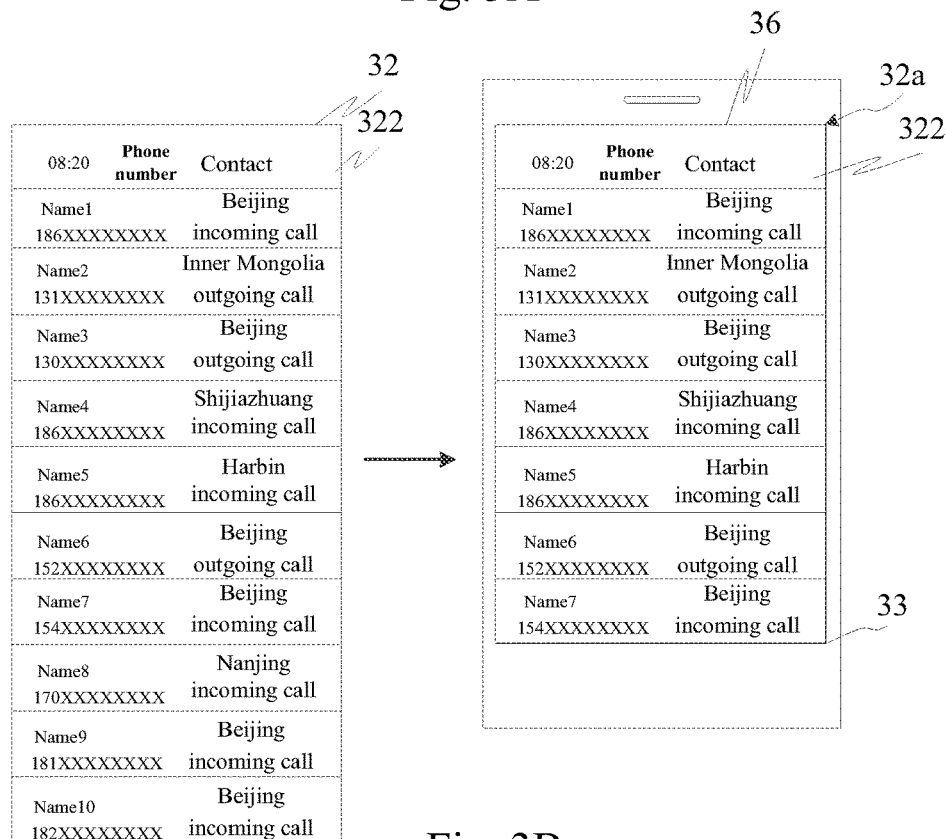 36
32
32a
322
322
08:20 Phone number Contact
Name1 Beijing
186XXXXXXXX incoming call
Name2 Inner Mongolia
131XXXXXXXX outgoing call
Name3 Beijing
130XXXXXXXX outgoing call
Name4 Shijiazhuang
186XXXXXXXX incoming call
Name5 Harbin
186XXXXXXXX incoming call
Name6 Beijing
152XXXXXXXX outgoing call
Name7 Beijing
154XXXXXXXX incoming call
Name8 Nanjing
170XXXXXXXX incoming call
Name9 Beijing
181XXXXXXXX incoming call
Name10 Beijing
182XXXXXXXX incoming call
08:20 Phone number Contact
Name1 Beijing
186XXXXXXXX incoming call
Name2 Inner Mongolia
131XXXXXXXX outgoing call
Name3 Beijing
130XXXXXXXX outgoing call
Name4 Shijiazhuang
186XXXXXXXX incoming call
Name5 Harbin
186XXXXXXXX incoming call
Name6 Beijing
152XXXXXXXX outgoing call
Name7 Beijing
154XXXXXXXX incoming call
33